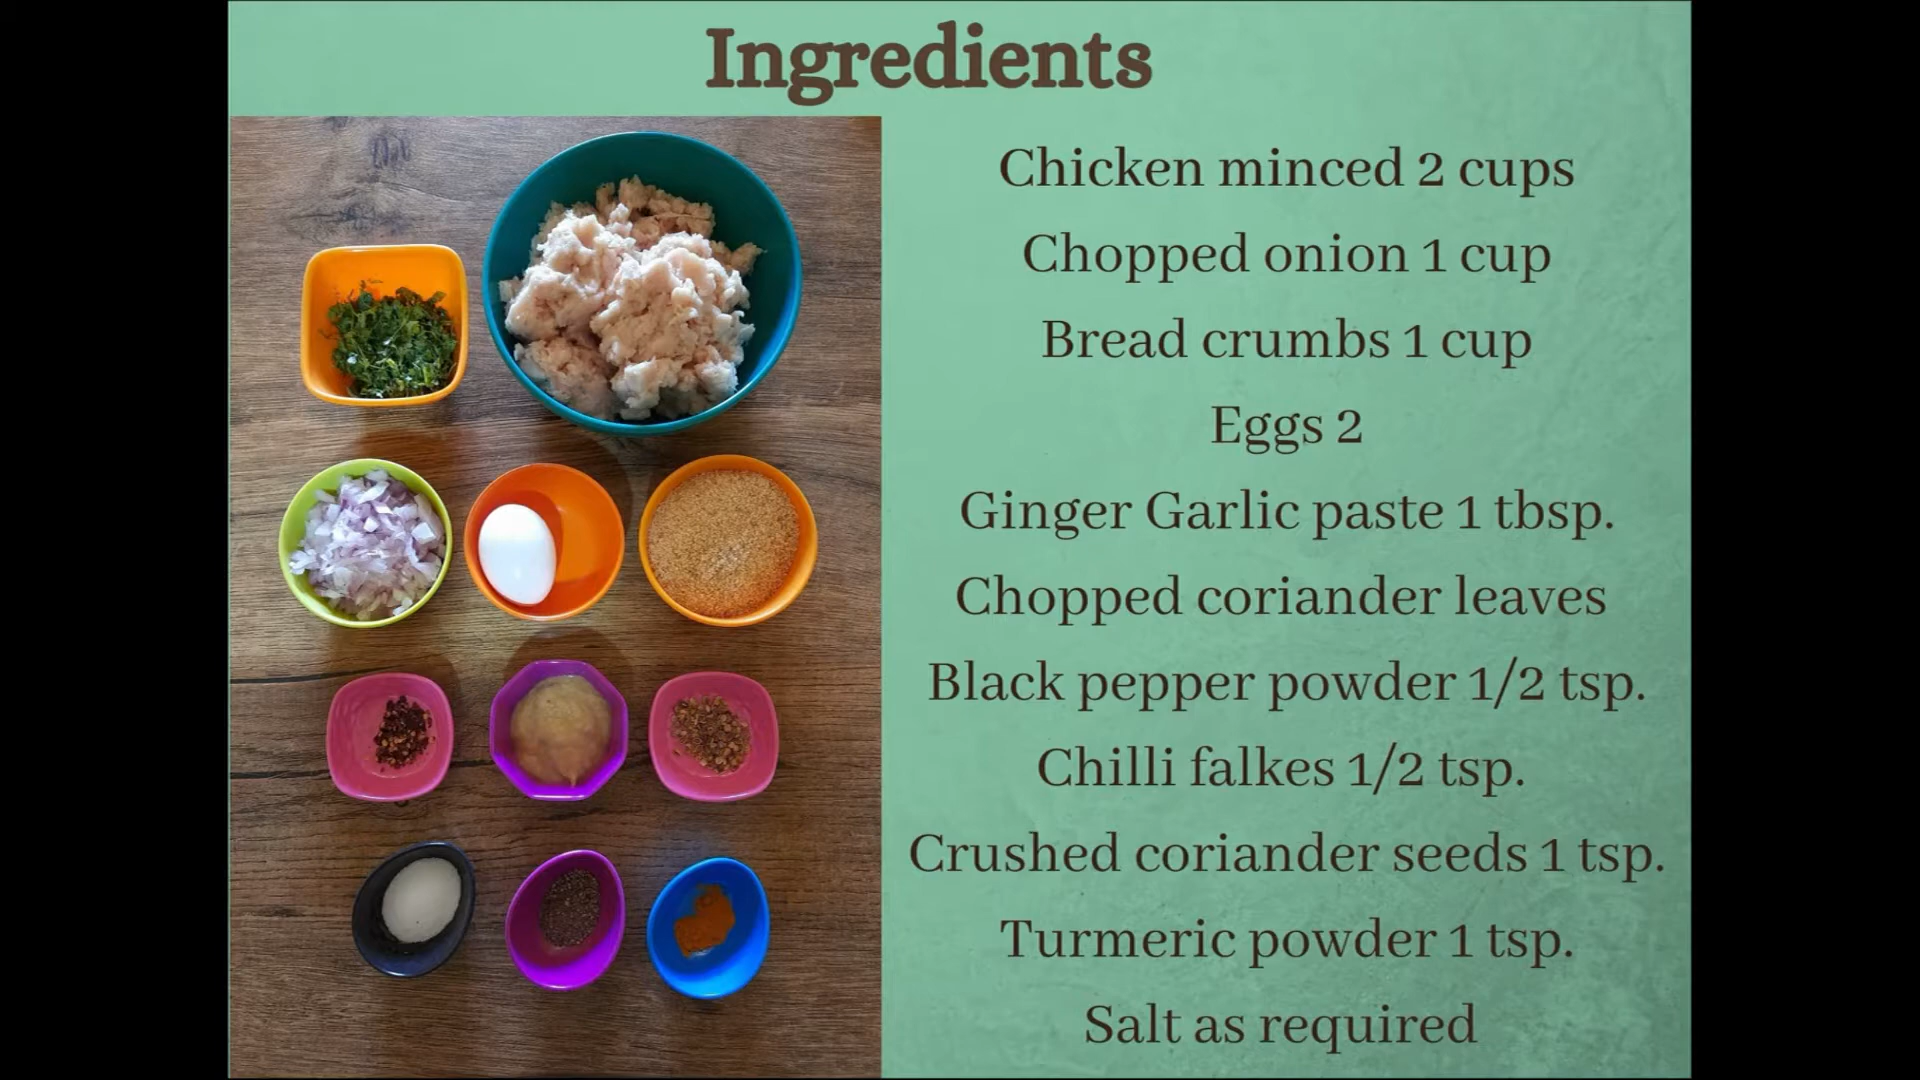 Ingredients
Chicken minced 2 cups
Chopped onion 1 cup
Bread crumbs 1 cup
Eggs 2
Ginger Garlic paste 1 tbsp.
Chopped coriander leaves
Black pepper powder 1/2 tsp.
Chilli falkes 1/2 tsp.
Crushed coriander seeds 1 tsp.
Turmeric powder 1 tsp.
Salt as required